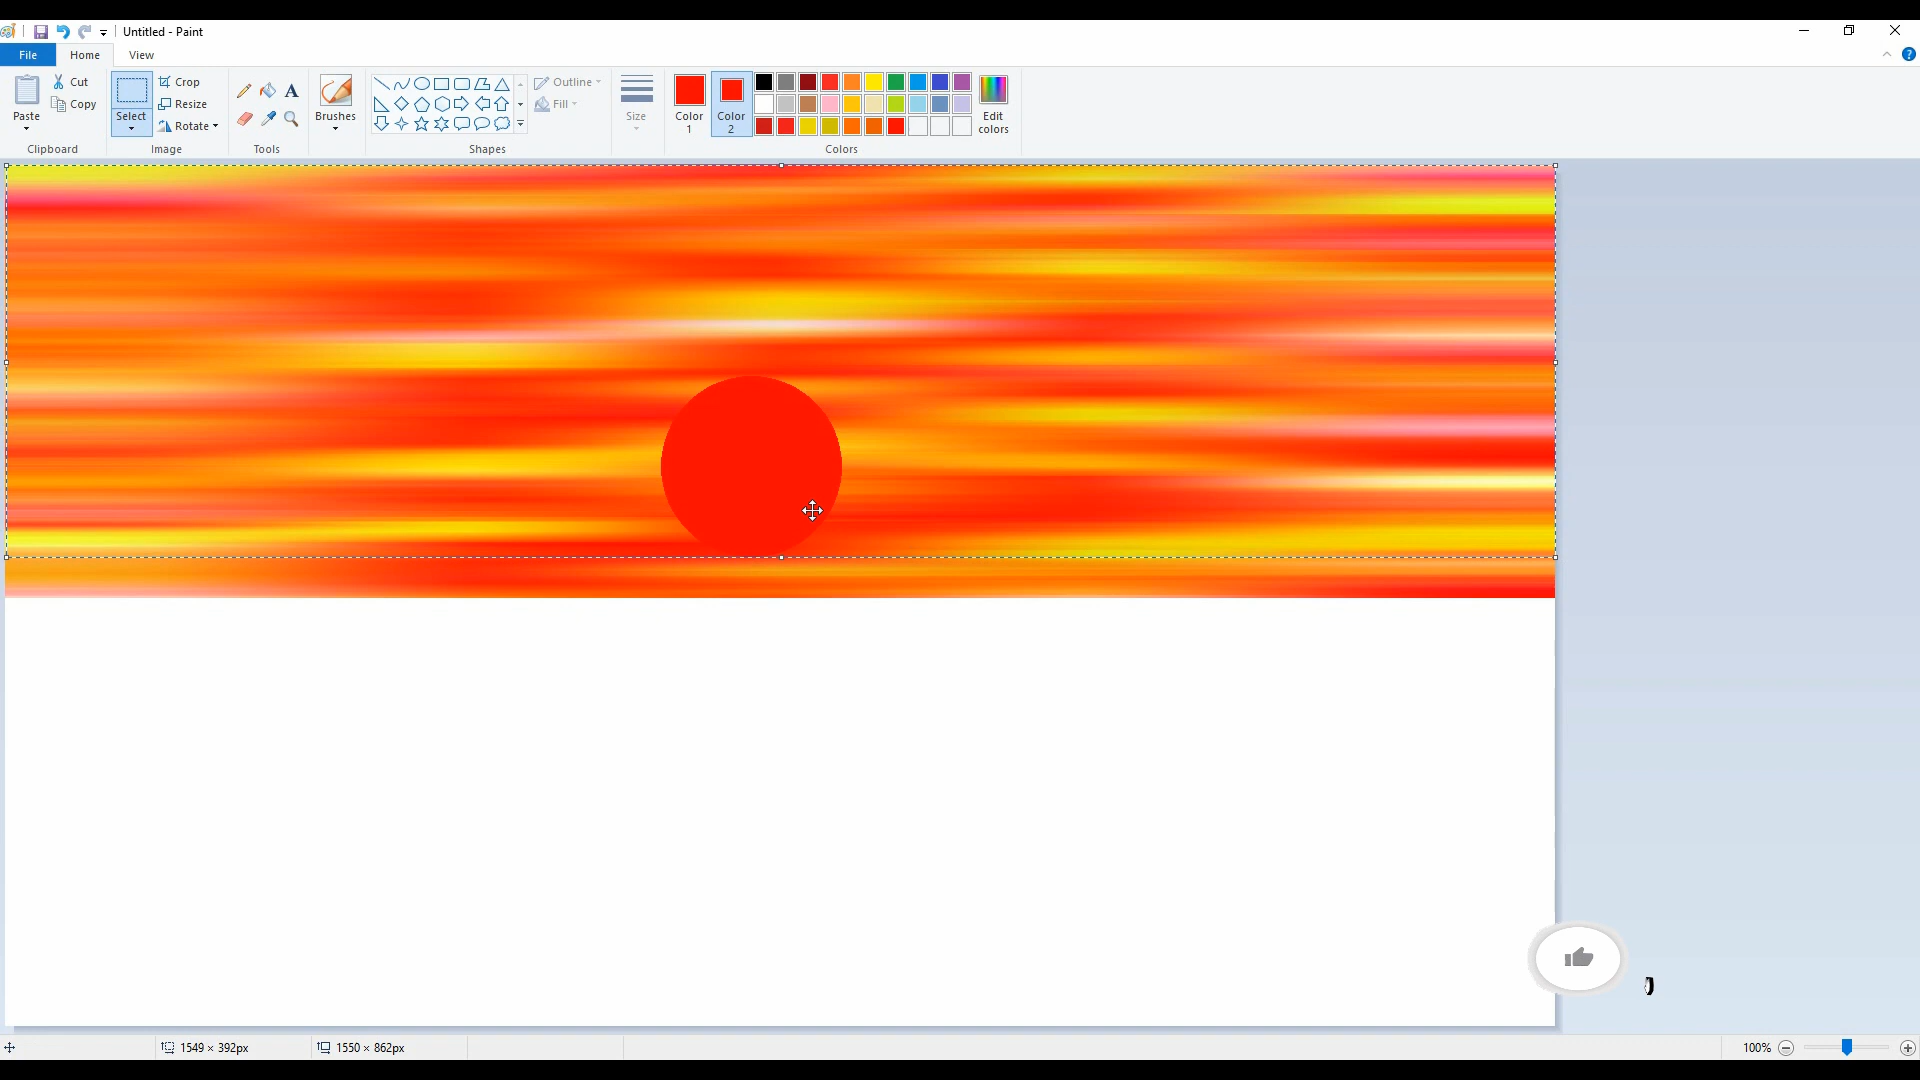 Untitled - Paint
File Home View
Paste
Cut
Copy
Clipboard
Select
Crop
Resize
Rotate
Image
A
Tools
Brushes
Shapes
Outline
Fill
Size
Color 1
Color 2
Edit colors
Colors
1549 × 392px
1550 × 862px
100%